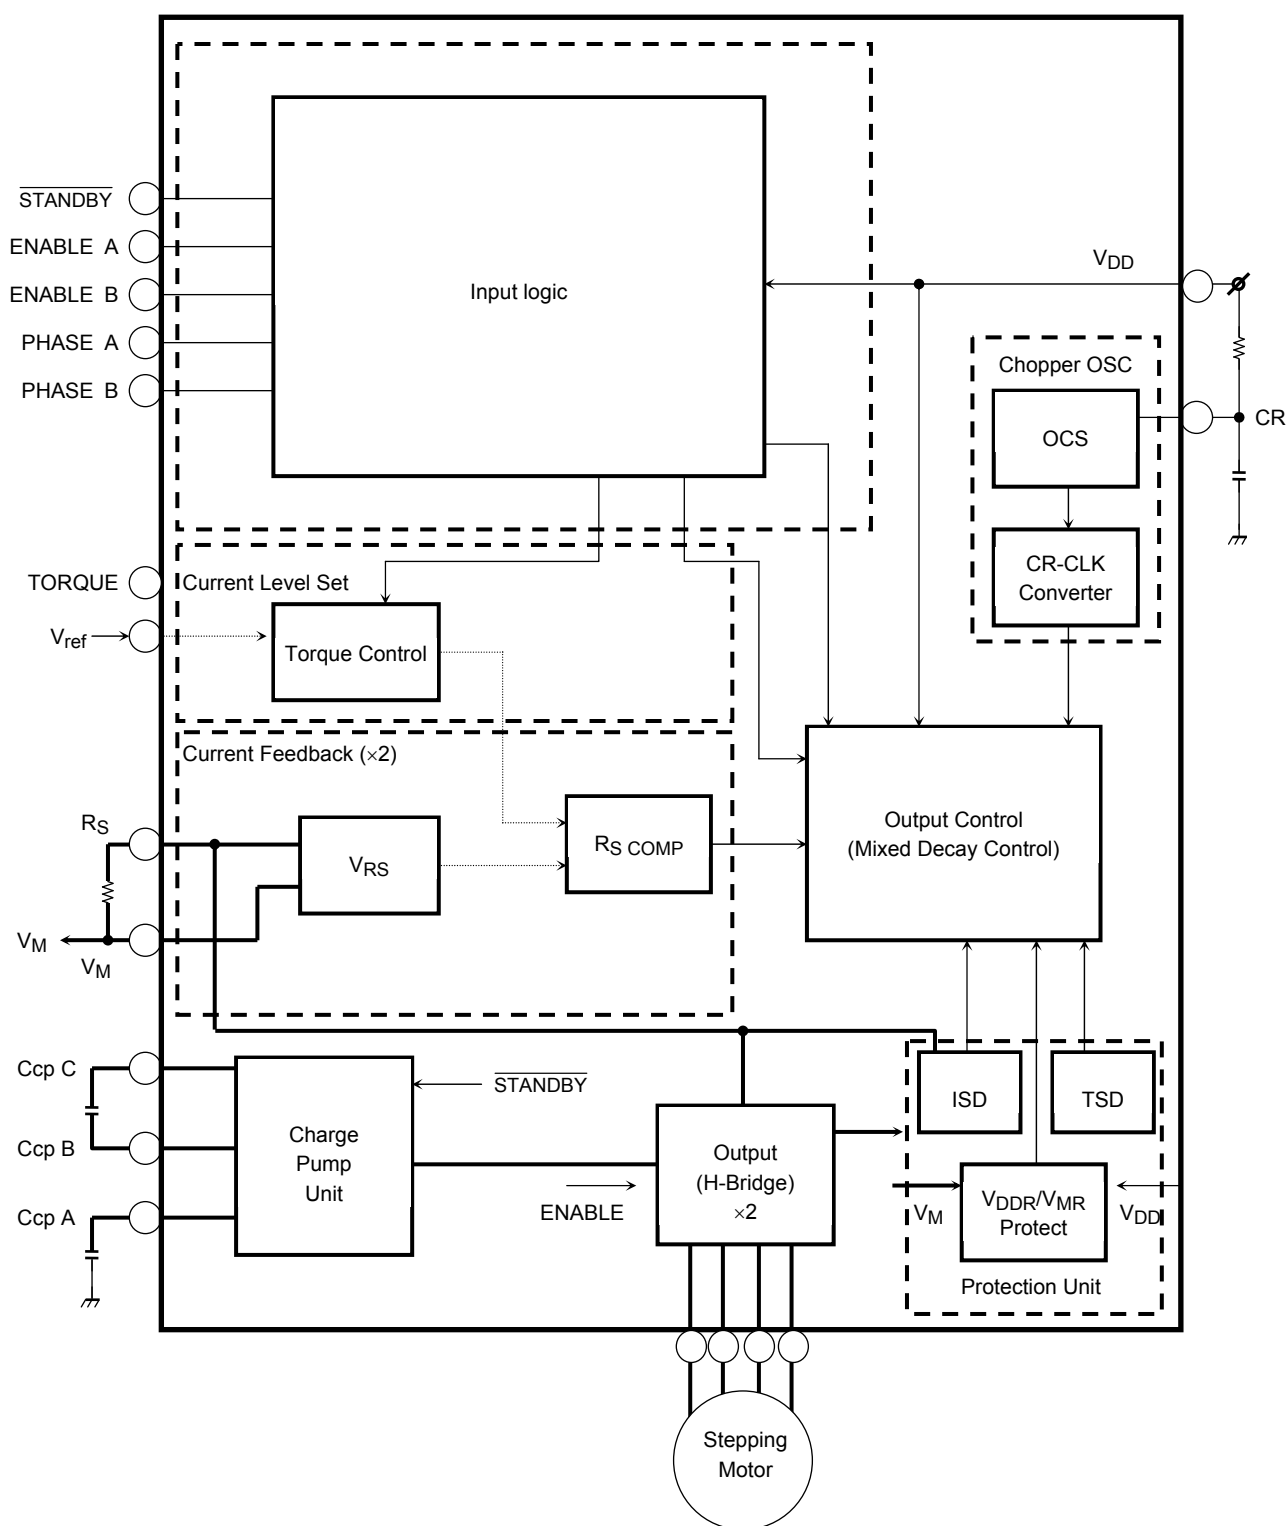 STANDBY
ENABLE A
ENABLE B
PHASE A
PHASE B
Input logic
VDD
Chopper OSC
OCS
CR
CR-CLK
Converter
TORQUE
Current Level Set
Vref
Torque Control
Current Feedback (×2)
RS
VRS
RS COMP
Output Control
(Mixed Decay Control)
VM
VM
Ccp C
Ccp B
Ccp A
Charge
Pump
Unit
STANDBY
ENABLE
Output
(H-Bridge)
×2
ISD
TSD
VM
VDDR/VMR
Protect
VDD
Protection Unit
Stepping
Motor